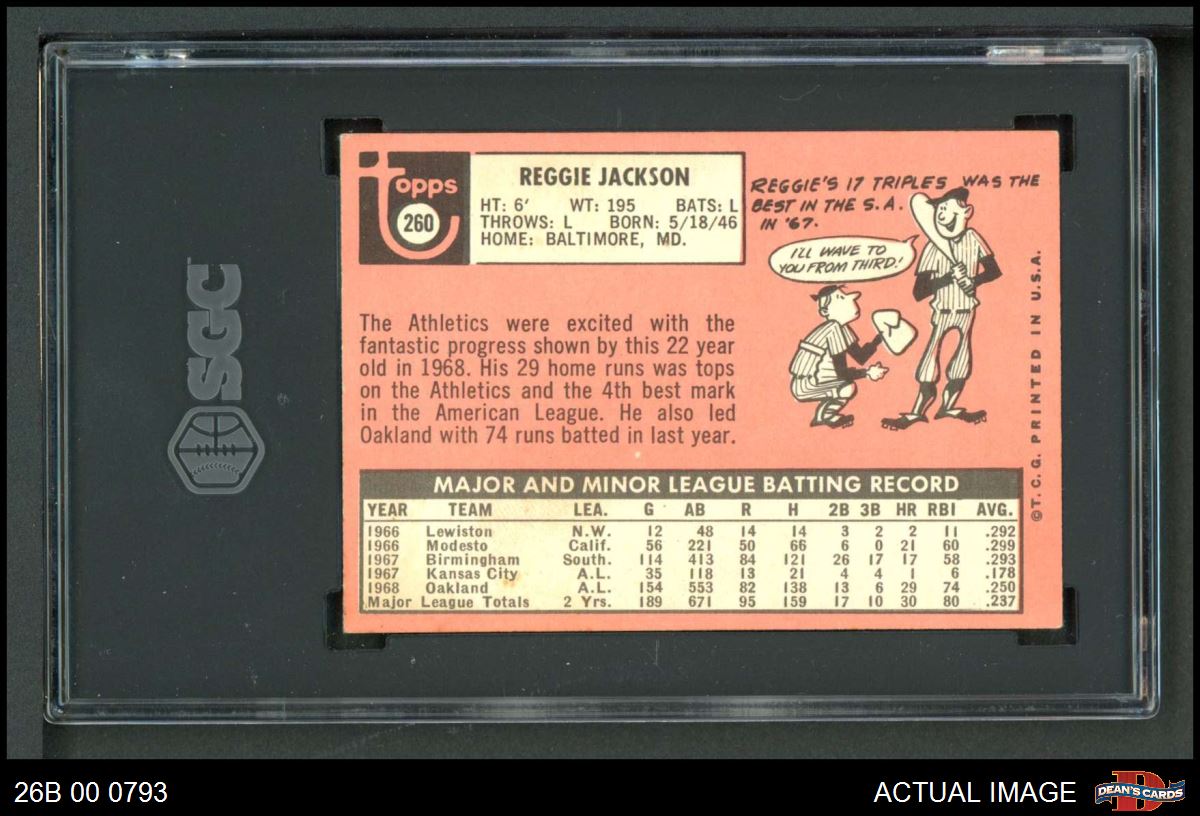 SGC
Topps
260
REGGIE JACKSON
HT: 6' WT: 195 BATS: L
THROWS: L BORN: 5/18/46
HOME: BALTIMORE, MD.
REGGIE'S 17 TRIPLES WAS THE
BEST IN THE S.A.
IN '67.
I'LL WAVE TO
YOU FROM THIRD!
The Athletics were excited with the
fantastic progress shown by this 22 year
old in 1968. His 29 home runs was tops
on the Athletics and the 4th best mark
in the American League. He also led
Oakland with 74 runs batted in last year.
©T.C.G. PRINTED IN U.S.A.
MAJOR AND MINOR LEAGUE BATTING RECORD
YEAR TEAM LEA. G AB R H 2B 3B HR RBI AVG.
1966 Lewiston N.W. 12 48 14 14 3 2 2 11 .292
1966 Modesto Calif. 56 221 50 66 6 0 21 60 .299
1967 Birmingham South. 114 413 84 121 26 17 17 58 .293
1967 Kansas City A.L. 35 118 13 21 4 4 1 6 .178
1968 Oakland A.L. 154 553 82 138 13 6 29 74 .250
Major League Totals 2 Yrs. 189 671 95 159 17 10 30 80 .237
26B 00 0793
ACTUAL IMAGE
D
DEAN'S CARDS